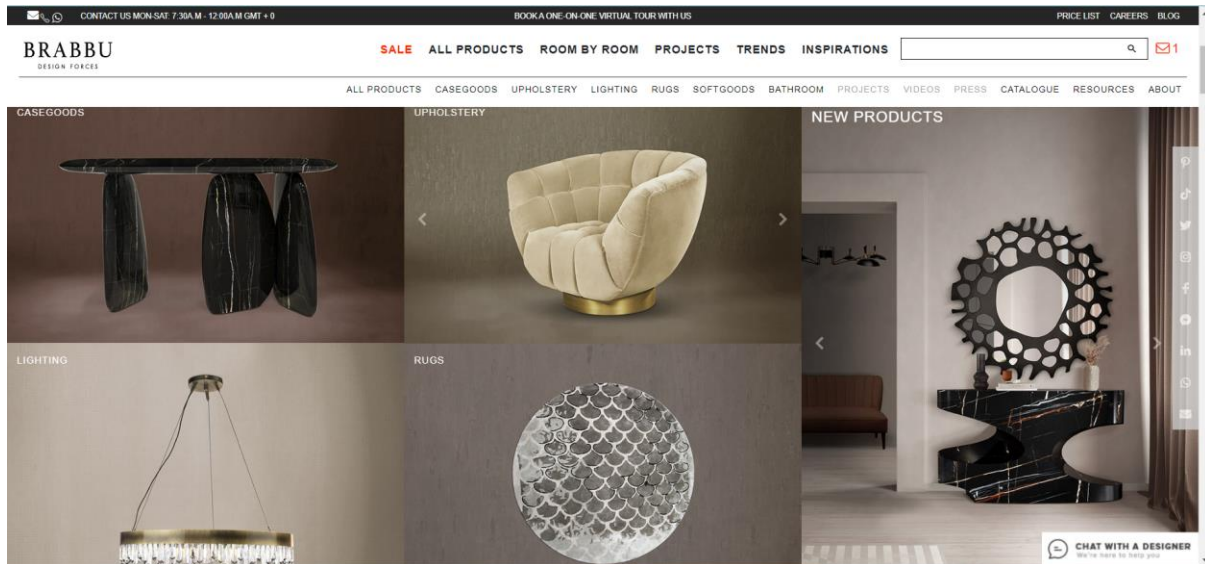 CONTACT US MON-SAT: 7:30A.M - 12:00A.M GMT + 0
BOOK A ONE-ON-ONE VIRTUAL TOUR WITH US
PRICE LIST CAREERS BLOG
BRABBU
DESIGN FORCES
SALE ALL PRODUCTS ROOM BY ROOM PROJECTS TRENDS INSPIRATIONS
1
ALL PRODUCTS CASEGOODS UPHOLSTERY LIGHTING RUGS SOFTGOODS BATHROOM PROJECTS VIDEOS PRESS CATALOGUE RESOURCES ABOUT
CASEGOODS
UPHOLSTERY
NEW PRODUCTS
LIGHTING
RUGS
CHAT WITH A DESIGNER
We're here to help you